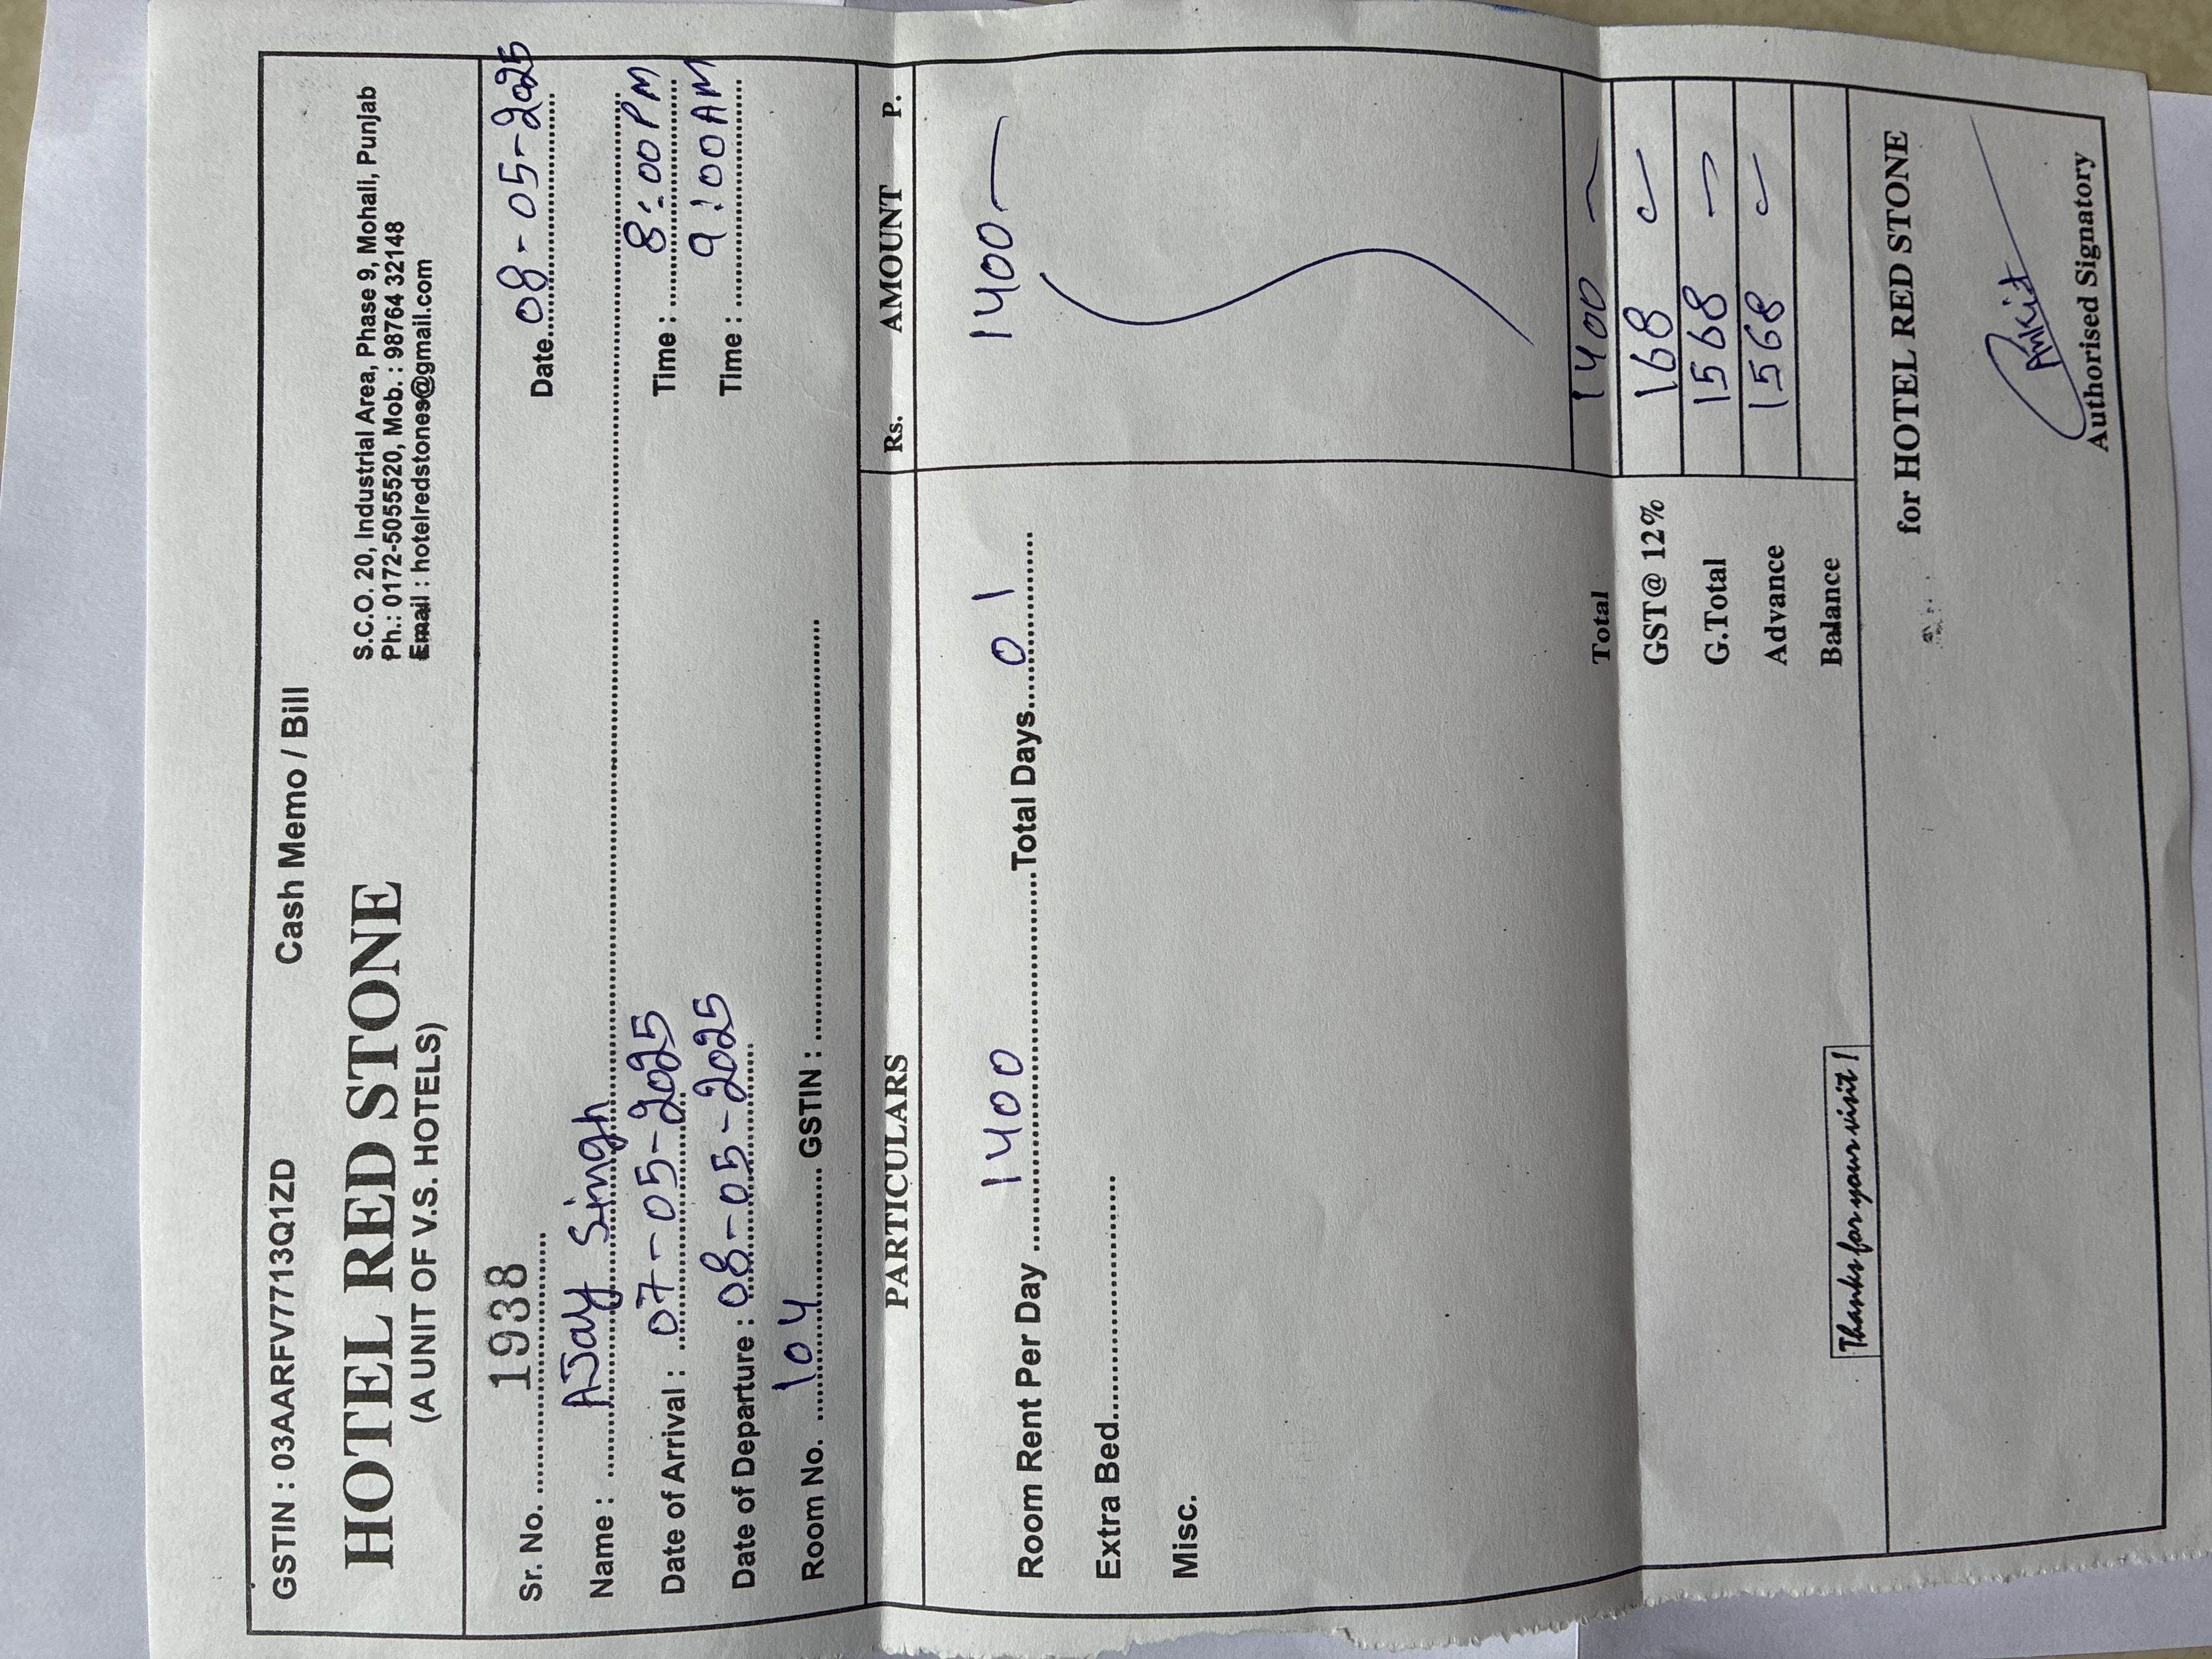 GSTIN : 03AARFV7713Q1ZD Cash Memo / Bill
HOTEL RED STONE
(A UNIT OF V.S. HOTELS)
S.C.O. 20, Industrial Area, Phase 9, Mohali, Punjab
Ph.: 0172-5055520, Mob. : 98764 32148
Email : hotelredstones@gmail.com
Sr. No. 1938 Date 08-05-2025
Name : AJay Singh
Date of Arrival : 07-05-2025 Time : 8:00PM
Date of Departure : 08-05-2025 Time : 9:00AM
Room No. 104 GSTIN :
PARTICULARS Rs. AMOUNT P.
Room Rent Per Day 1400 Total Days 01 1400
Extra Bed
Misc.
Total 1400
GST@ 12% 168
G.Total 1568
Advance 1568
Balance
Thanks for your visit !
for HOTEL RED STONE
Ankit
Authorised Signatory